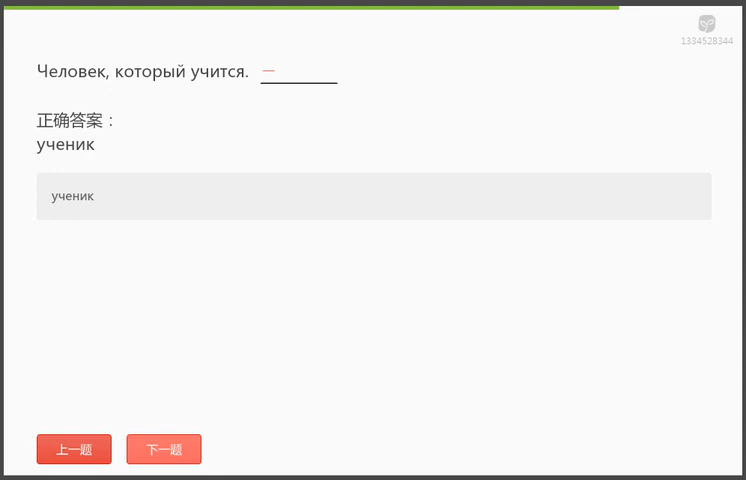 1334528344
Человек, который учится. —
正确答案：
ученик
ученик
上一题 下一题